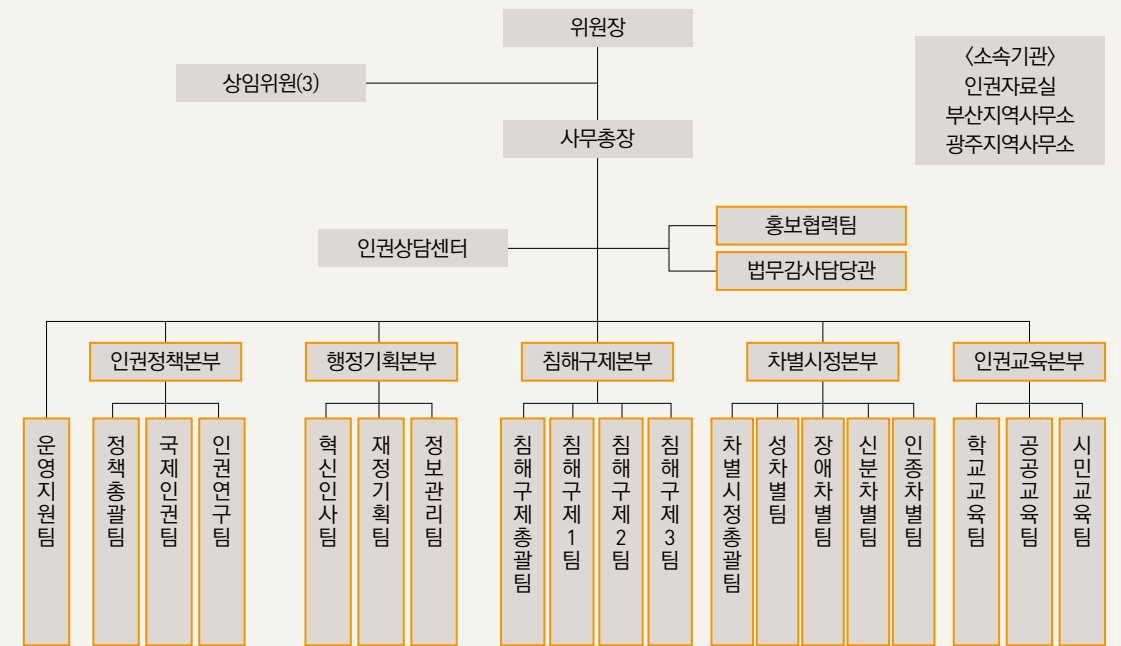 위원장
〈소속기관〉
인권자료실
부산지역사무소
광주지역사무소
상임위원(3)
사무총장
인권상담센터
홍보협력팀
법무감사담당관
인권정책본부
행정기획본부
침해구제본부
차별시정본부
인권교육본부
운영지원팀
정책총괄팀
국제인권팀
인권연구팀
혁신인사팀
재정기획팀
정보관리팀
침해구제총괄팀
침해구제1팀
침해구제2팀
침해구제3팀
차별시정총괄팀
성차별팀
장애차별팀
신분차별팀
인종차별팀
학교교육팀
공공교육팀
시민교육팀